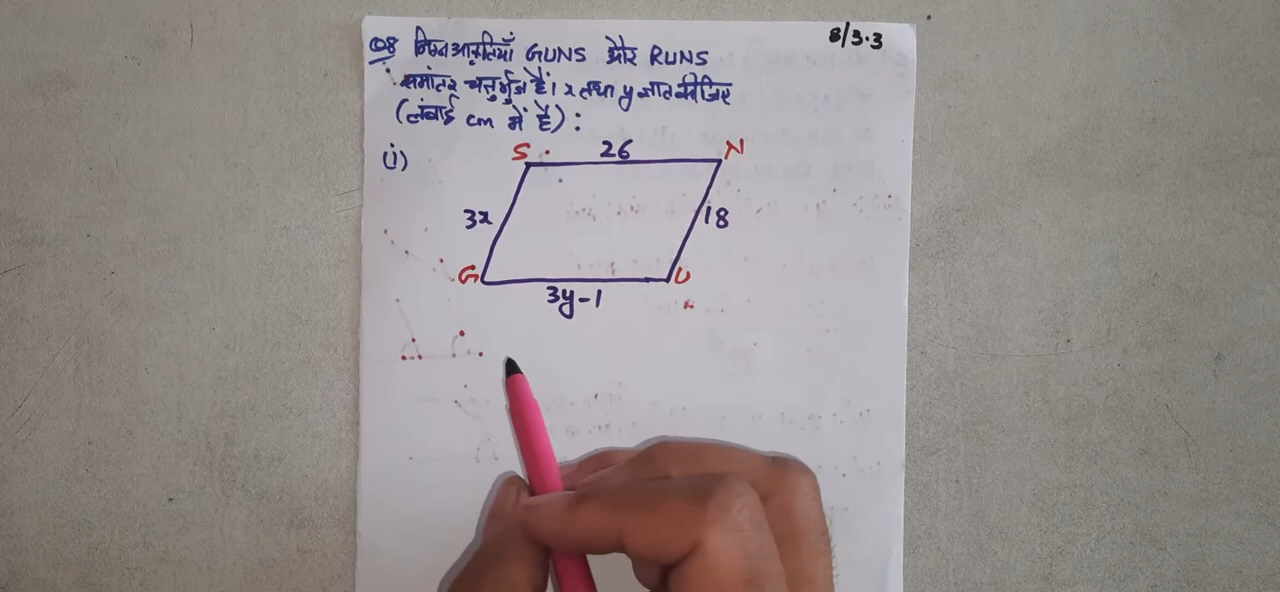 Q8 निम्न आकृतियाँ GUNS और RUNS
8/3.3
समांतर चतुर्भुज हैं। x तथा y ज्ञात कीजिए
(लंबाई cm में है) :
(i)
S
26
N
3x
18
G
U
3y-1